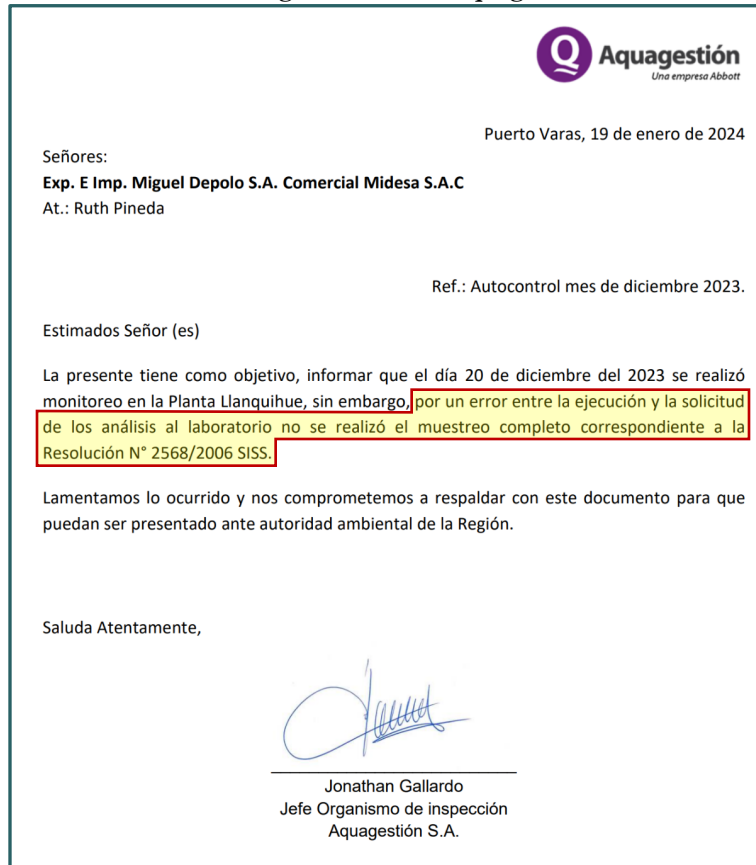 Aquagestión
Una empresa Abbott
Puerto Varas, 19 de enero de 2024
Señores:
Exp. E Imp. Miguel Depolo S.A. Comercial Midesa S.A.C
At.: Ruth Pineda
Ref.: Autocontrol mes de diciembre 2023.
Estimados Señor (es)
La presente tiene como objetivo, informar que el día 20 de diciembre del 2023 se realizó
monitoreo en la Planta Llanquihue, sin embargo, por un error entre la ejecución y la solicitud
de los análisis al laboratorio no se realizó el muestreo completo correspondiente a la
Resolución N° 2568/2006 SISS.
Lamentamos lo ocurrido y nos comprometemos a respaldar con este documento para que
puedan ser presentado ante autoridad ambiental de la Región.
Saluda Atentamente,
Jonathan Gallardo
Jefe Organismo de inspección
Aquagestión S.A.